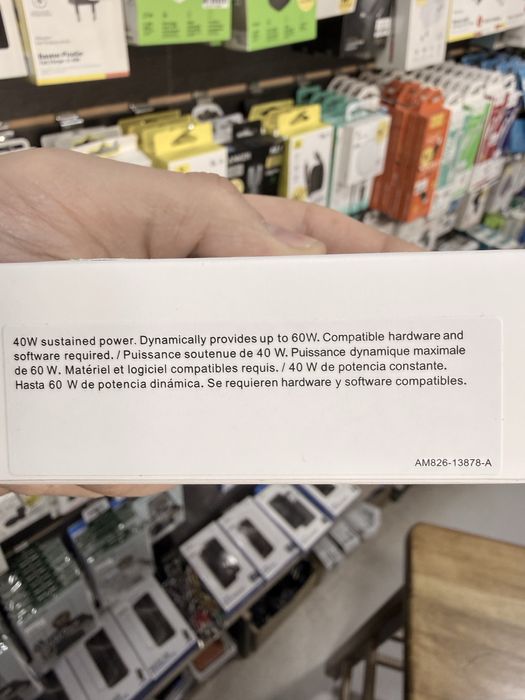 40W sustained power. Dynamically provides up to 60W. Compatible hardware and
software required. / Puissance soutenue de 40 W. Puissance dynamique maximale
de 60 W. Matériel et logiciel compatibles requis. / 40 W de potencia constante.
Hasta 60 W de potencia dinámica. Se requieren hardware y software compatibles.
AM826-13878-A